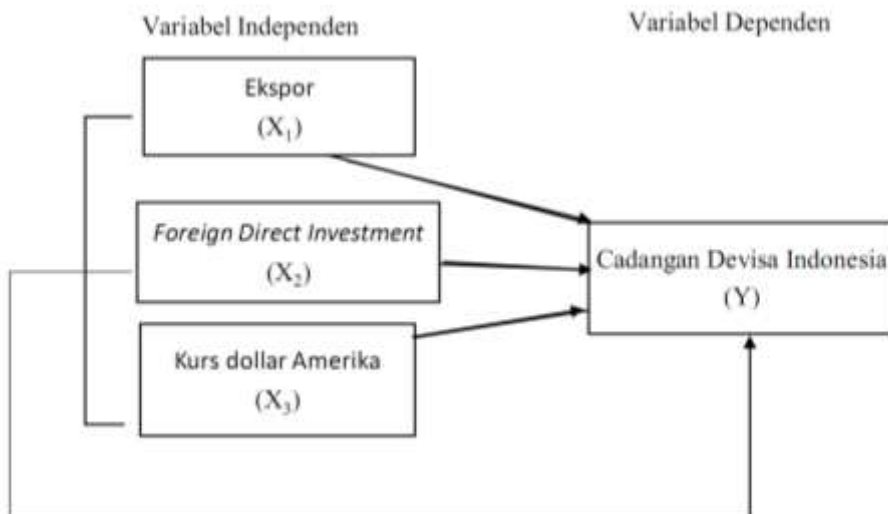 Variabel Independen
Variabel Dependen
Ekspor
(X₁)
Foreign Direct Investment
(X₂)
Kurs dollar Amerika
(X₃)
Cadangan Devisa Indonesia
(Y)